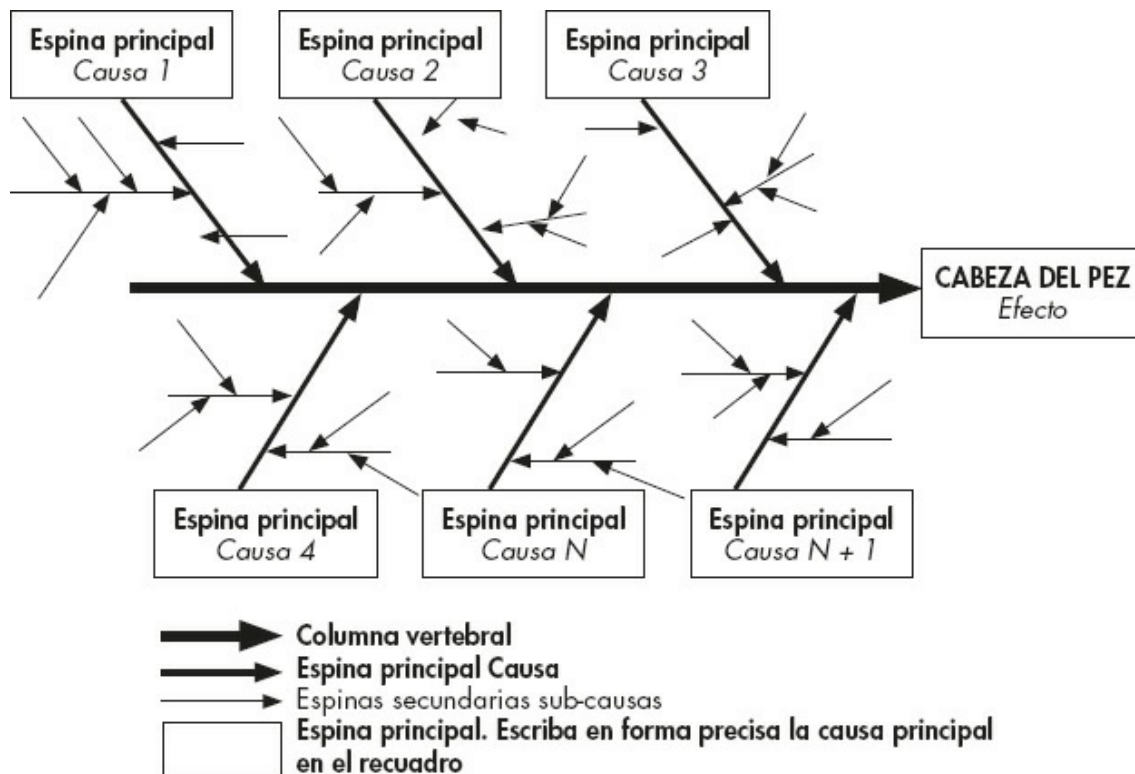 Espina principal
Causa 1
Espina principal
Causa 2
Espina principal
Causa 3
CABEZA DEL PEZ
Efecto
Espina principal
Causa 4
Espina principal
Causa N
Espina principal
Causa N + 1
Columna vertebral
Espina principal Causa
Espinas secundarias sub-causas
Espina principal. Escriba en forma precisa la causa principal
en el recuadro